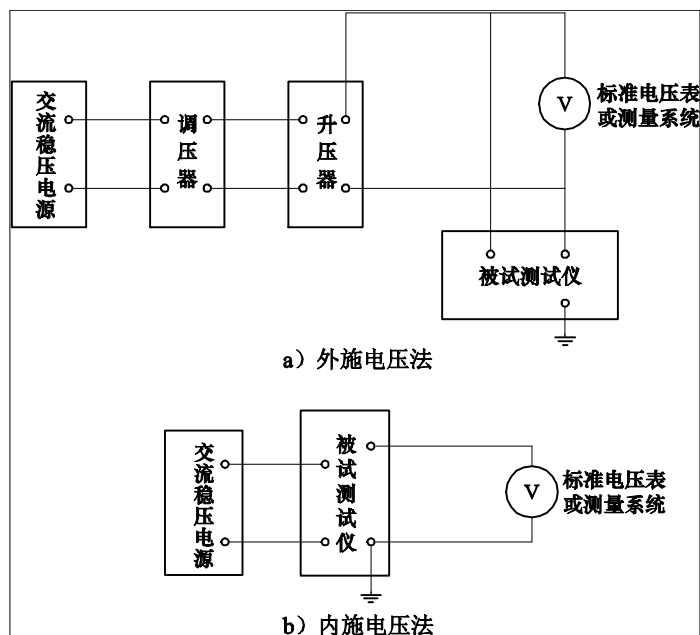 交流稳压电源
调压器
升压器
V
标准电压表
或测量系统
被试测试仪
a）外施电压法
交流稳压电源
被试测试仪
V
标准电压表
或测量系统
b）内施电压法